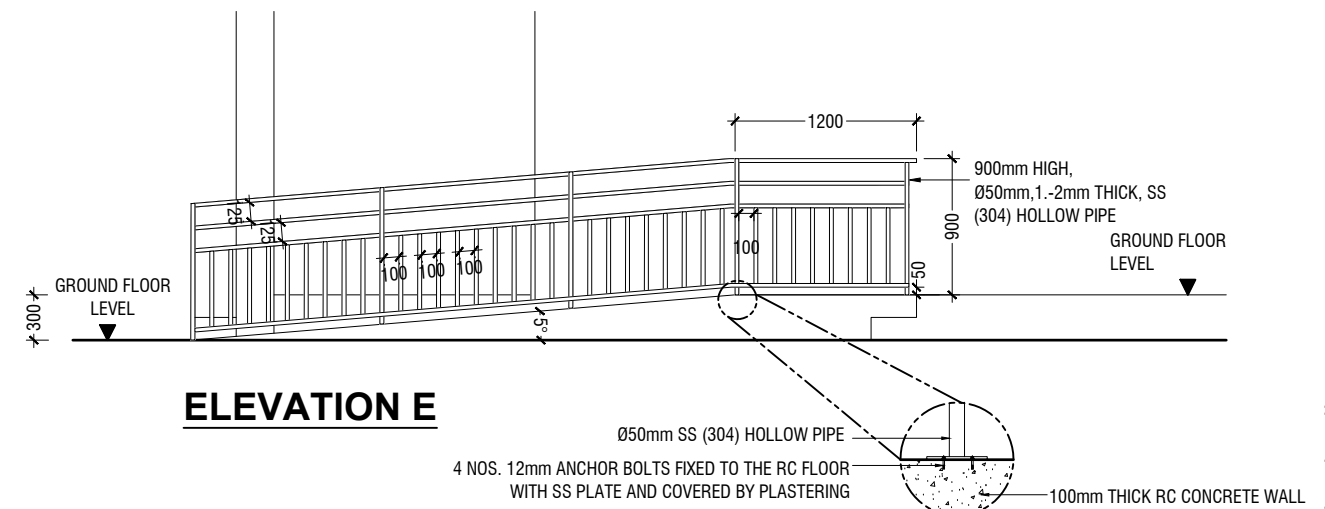 1200
900mm HIGH,
Ø50mm,1.-2mm THICK, SS
(304) HOLLOW PIPE
125
125
100
100
100
100
900
50
GROUND FLOOR
LEVEL
GROUND FLOOR
LEVEL
300
5°
ELEVATION E
Ø50mm SS (304) HOLLOW PIPE
4 NOS. 12mm ANCHOR BOLTS FIXED TO THE RC FLOOR
WITH SS PLATE AND COVERED BY PLASTERING
100mm THICK RC CONCRETE WALL